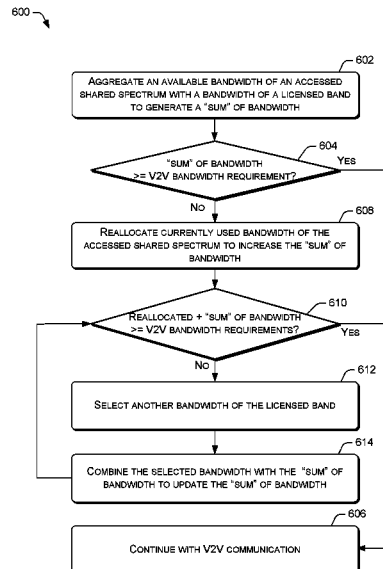 600
602
AGGREGATE AN AVAILABLE BANDWIDTH OF AN ACCESSED
SHARED SPECTRUM WITH A BANDWIDTH OF A LICENSED BAND
TO GENERATE A “SUM” OF BANDWIDTH
604
“SUM” OF BANDWIDTH
>= V2V BANDWIDTH REQUIREMENT?
YES
NO
608
REALLOCATE CURRENTLY USED BANDWIDTH OF THE
ACCESSED SHARED SPECTRUM TO INCREASE THE “SUM” OF
BANDWIDTH
610
REALLOCATED + “SUM” OF BANDWIDTH
>= V2V BANDWIDTH REQUIREMENTS?
YES
NO
612
SELECT ANOTHER BANDWIDTH OF THE LICENSED BAND
614
COMBINE THE SELECTED BANDWIDTH WITH THE “SUM” OF
BANDWIDTH TO UPDATE THE “SUM” OF BANDWIDTH
606
CONTINUE WITH V2V COMMUNICATION